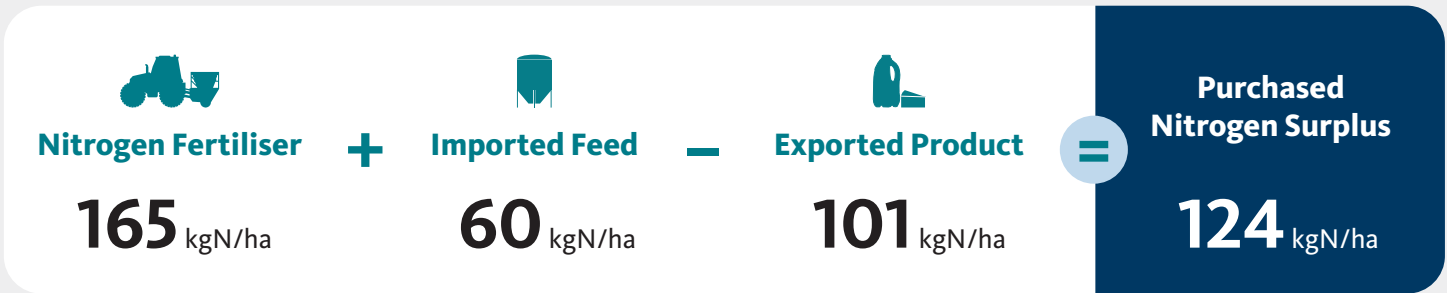 Nitrogen Fertiliser + Imported Feed - Exported Product = Purchased
Nitrogen Surplus
165 kgN/ha 60 kgN/ha 101 kgN/ha 124 kgN/ha